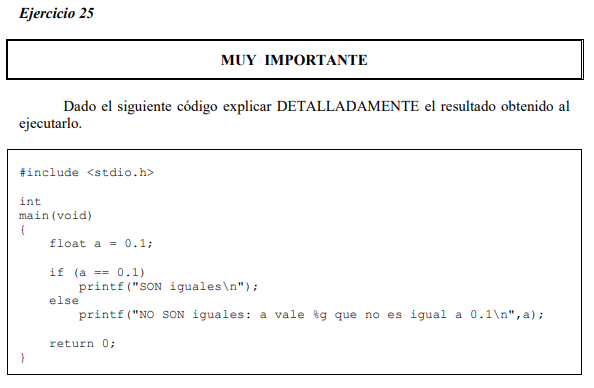 Ejercicio 25
MUY IMPORTANTE
Dado el siguiente código explicar DETALLADAMENTE el resultado obtenido al
ejecutarlo.
#include <stdio.h>
int
main(void)
{
    float a = 0.1;
    if (a == 0.1)
        printf("SON iguales\n");
    else
        printf("NO SON iguales: a vale %g que no es igual a 0.1\n",a);
    return 0;
}